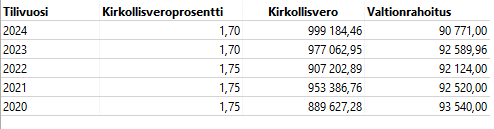 Tilivuosi Kirkollisveroprosentti Kirkollisvero Valtionrahoitus
2024 1,70 999 184,46 90 771,00
2023 1,70 977 062,95 92 589,96
2022 1,75 907 202,89 92 124,00
2021 1,75 953 386,76 92 520,00
2020 1,75 889 627,28 93 540,00